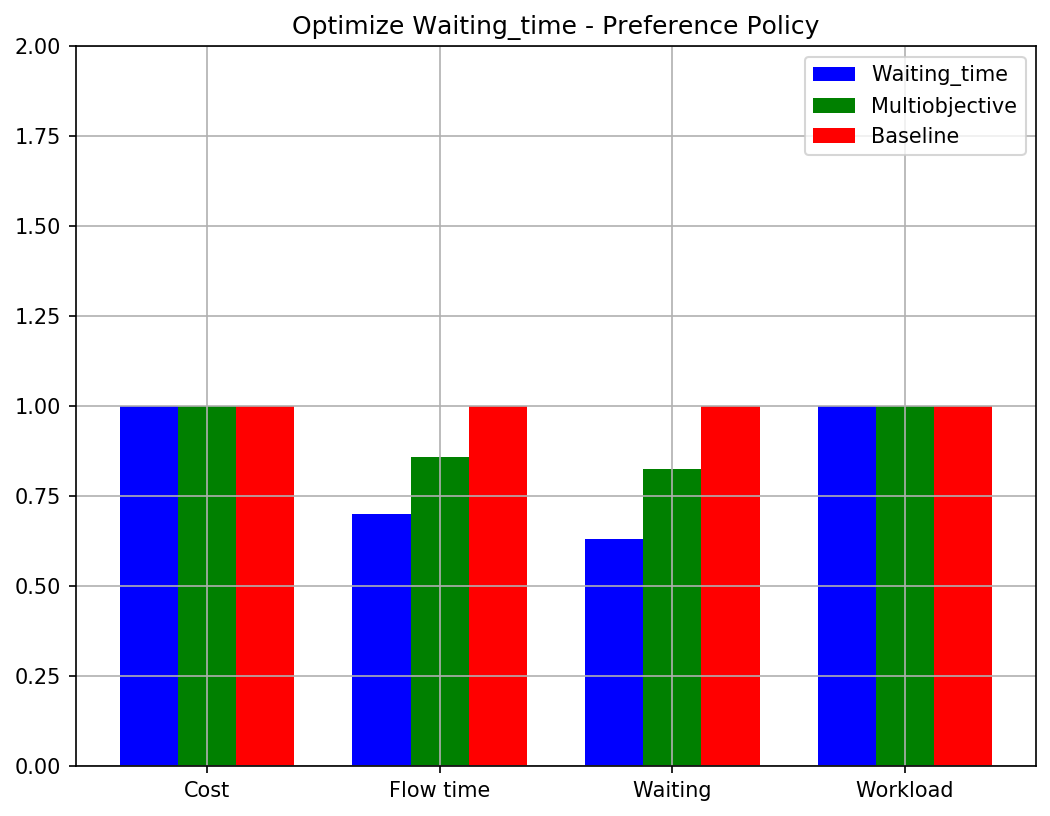 Optimize Waiting_time - Preference Policy
2.00
1.75
1.50
1.25
1.00
0.75
0.50
0.25
0.00
Waiting_time
Multiobjective
Baseline
Cost
Flow time
Waiting
Workload